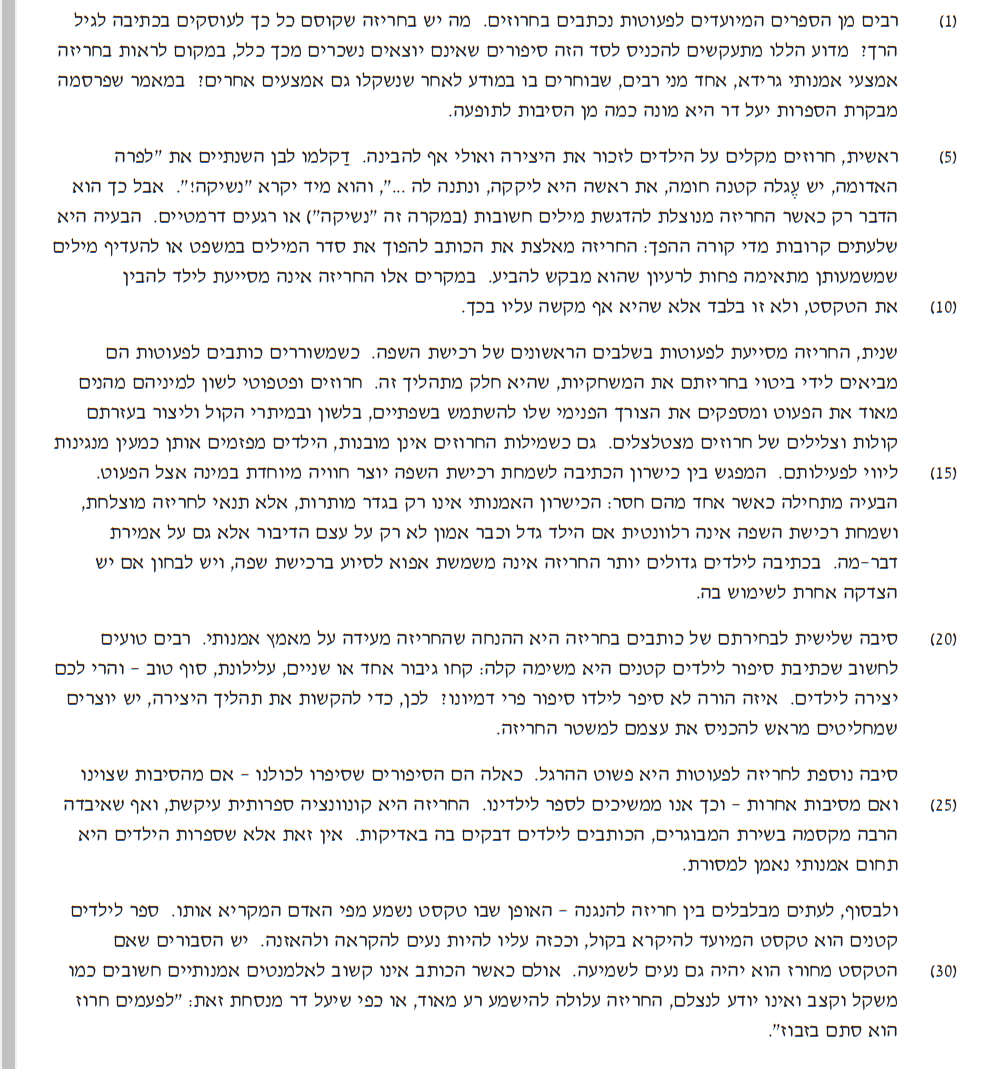 (1) רבים מן הספרים המיועדים לפעוטות נכתבים בחרוזים. מה יש בחריזה שקוסם כל כך לעוסקים בכתיבה לגיל
הרך? מדוע הללו מתעקשים להכניס לסד הזה סיפורים שאינם יוצאים נשכרים מכך כלל, במקום לראות בחריזה
אמצעי אמנותי גרידא, אחד מני רבים, שבוחרים בו במודע לאחר שנשקלו גם אמצעים אחרים? במאמר שפרסמה
מבקרת הספרות יעל דר היא מונה כמה מן הסיבות לתופעה.
(5) ראשית, חרוזים מקלים על הילדים לזכור את היצירה ואולי אף להבינה. דַקלמו לבן השנתיים את "לפרה
האדומה, יש עֶגלה קטנה חומה, את ראשה היא ליקקה, ונתנה לה ...", והוא מיד יקרא "נשיקה!". אבל כך הוא
הדבר רק כאשר החריזה מנוצלת להדגשת מילים חשובות (במקרה זה "נשיקה") או רגעים דרמטיים. הבעיה היא
שלעתים קרובות מדי קורה ההפך: החריזה מאלצת את הכותב להפוך את סדר המילים במשפט או להעדיף מילים
שמשמעותן מתאימה פחות לרעיון שהוא מבקש להביע. במקרים אלו החריזה אינה מסייעת לילד להבין
(10) את הטקסט, ולא זו בלבד אלא שהיא אף מקשה עליו בכך.
שנית, החריזה מסייעת לפעוטות בשלבים הראשונים של רכישת השפה. כשמשוררים כותבים לפעוטות הם
מביאים לידי ביטוי בחריזתם את המשחקיות, שהיא חלק מתהליך זה. חרוזים ופטפוטי לשון למיניהם מהנים
מאוד את הפעוט ומספקים את הצורך הפנימי שלו להשתמש בשפתיים, בלשון ובמיתרי הקול וליצור בעזרתם
קולות וצלילים של חרוזים מצטלצלים. גם כשמילות החרוזים אינן מובנות, הילדים מפזמים אותן כמעין מנגינות
(15) ליווי לפעילותם. המפגש בין כישרון הכתיבה לשמחת רכישת השפה יוצר חוויה מיוחדת במינה אצל הפעוט.
הבעיה מתחילה כאשר אחד מהם חסר: הכישרון האמנותי אינו רק בגדר מותרות, אלא תנאי לחריזה מוצלחת,
ושמחת רכישת השפה אינה רלוונטית אם הילד גדל וכבר אמון לא רק על עצם הדיבור אלא גם על אמירת
דבר-מה. בכתיבה לילדים גדולים יותר החריזה אינה משמשת אפוא לסיוע ברכישת שפה, ויש לבחון אם יש
הצדקה אחרת לשימוש בה.
(20) סיבה שלישית לבחירתם של כותבים בחריזה היא ההנחה שהחריזה מעידה על מאמץ אמנותי. רבים טועים
לחשוב שכתיבת סיפור לילדים קטנים היא משימה קלה: קחו גיבור אחד או שניים, עלילונת, סוף טוב – והרי לכם
יצירה לילדים. איזה הורה לא סיפר לילדו סיפור פרי דמיונו? לכן, כדי להקשות את תהליך היצירה, יש יוצרים
שמחליטים מראש להכניס את עצמם למשטר החריזה.
סיבה נוספת לחריזה לפעוטות היא פשוט ההרגל. כאלה הם הסיפורים שסיפרו לכולנו – אם מהסיבות שצוינו
(25) ואם מסיבות אחרות – וכך אנו ממשיכים לספר לילדינו. החריזה היא קונוונציה ספרותית עיקשת, ואף שאיבדה
הרבה מקסמה בשירת המבוגרים, הכותבים לילדים דבקים בה באדיקות. אין זאת אלא שספרות הילדים היא
תחום אמנותי נאמן למסורת.
ולבסוף, לעתים מבלבלים בין חריזה להנגנה – האופן שבו טקסט נשמע מפי האדם המקריא אותו. ספר לילדים
קטנים הוא טקסט המיועד להיקרא בקול, וככזה עליו להיות נעים להקראה ולהאזנה. יש הסבורים שאם
(30) הטקסט מחורז הוא יהיה גם נעים לשמיעה. אולם כאשר הכותב אינו קשוב לאלמנטים אמנותיים חשובים כמו
משקל וקצב ואינו יודע לנצלם, החריזה עלולה להישמע רע מאוד, או כפי שיעל דר מנסחת זאת: "לפעמים חרוז
הוא סתם בזבוז".